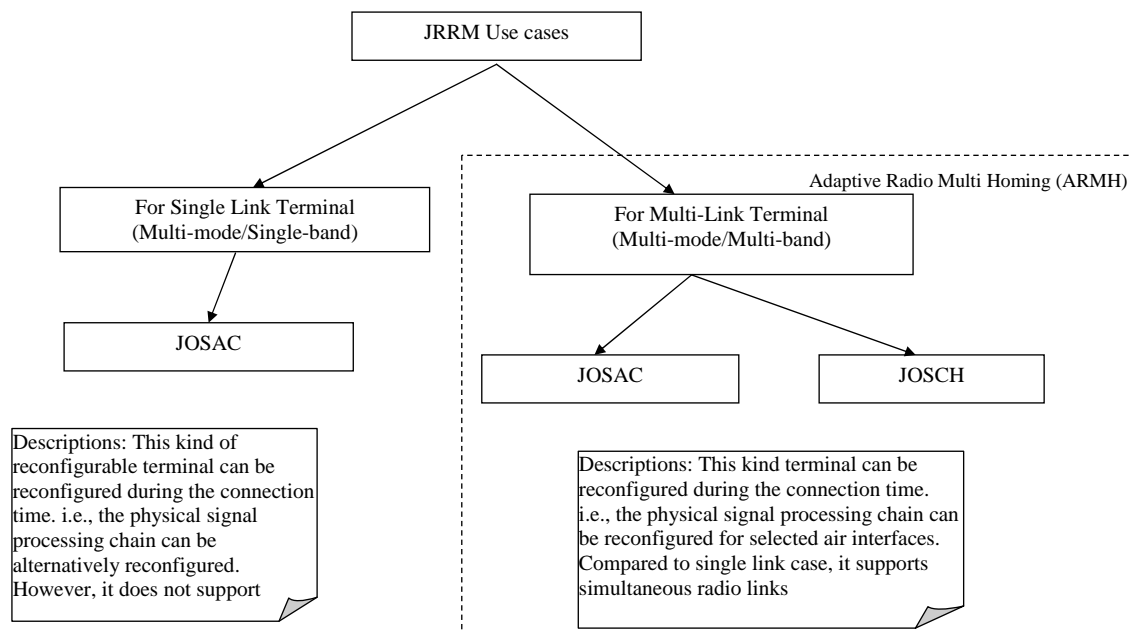 JRRM Use cases
Adaptive Radio Multi Homing (ARMH)
For Single Link Terminal
(Multi-mode/Single-band)
For Multi-Link Terminal
(Multi-mode/Multi-band)
JOSAC
JOSAC
JOSCH
Descriptions: This kind of
reconfigurable terminal can be
reconfigured during the connection
time. i.e., the physical signal
processing chain can be
alternatively reconfigured.
However, it does not support
Descriptions: This kind terminal can be
reconfigured during the connection time.
i.e., the physical signal processing chain can
be reconfigured for selected air interfaces.
Compared to single link case, it supports
simultaneous radio links